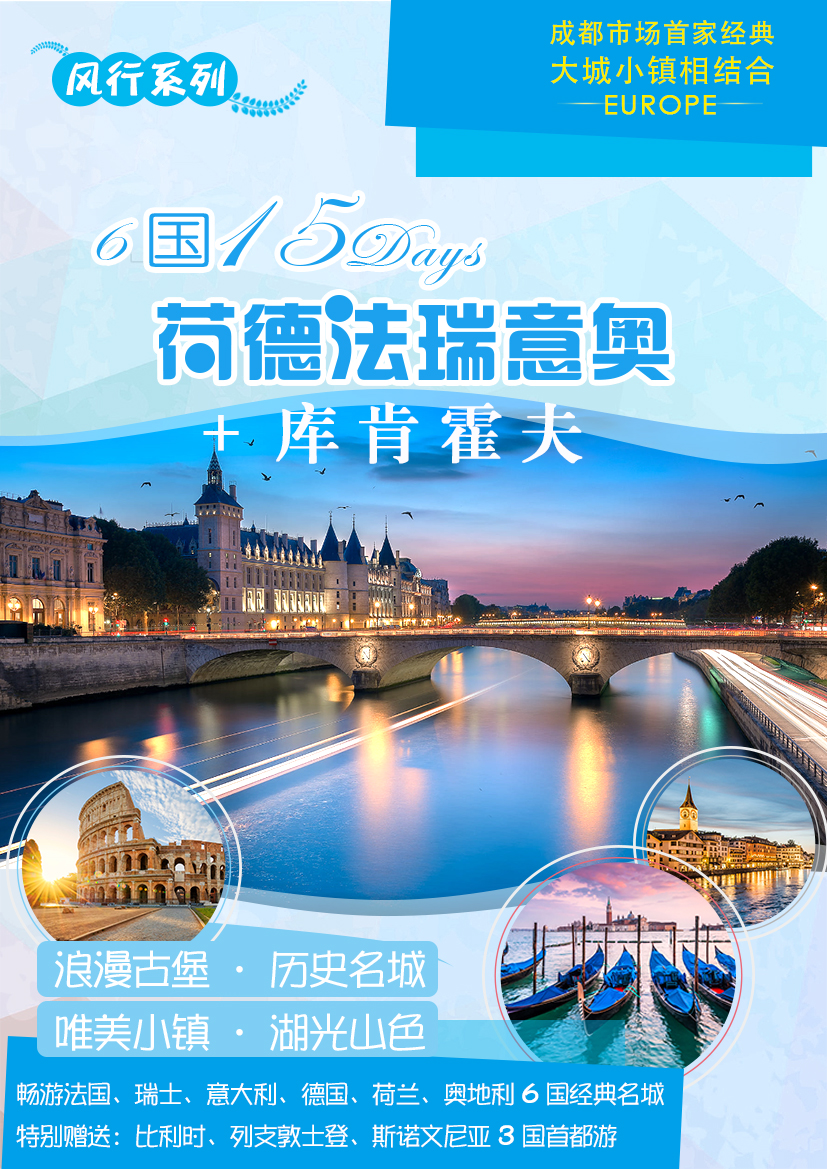 风行系列
成都市场首家经典
大城小镇相结合
EUROPE
6国15Days
荷德法瑞意奥
+ 库肯霍夫
浪漫古堡 · 历史名城
唯美小镇 · 湖光山色
畅游法国、瑞士、意大利、德国、荷兰、奥地利 6 国经典名城
特别赠送：比利时、列支敦士登、斯诺文尼亚 3 国首都游